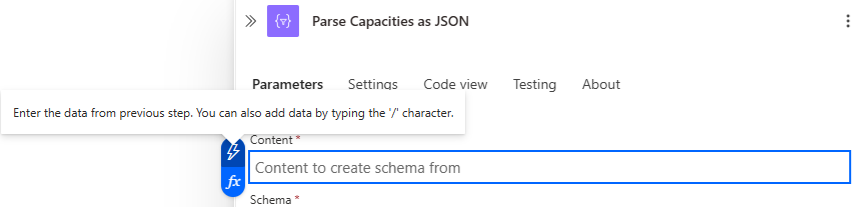 Parse Capacities as JSON
Parameters Settings Code view Testing About
Enter the data from previous step. You can also add data by typing the '/' character.
Content *
fx Content to create schema from
Schema *